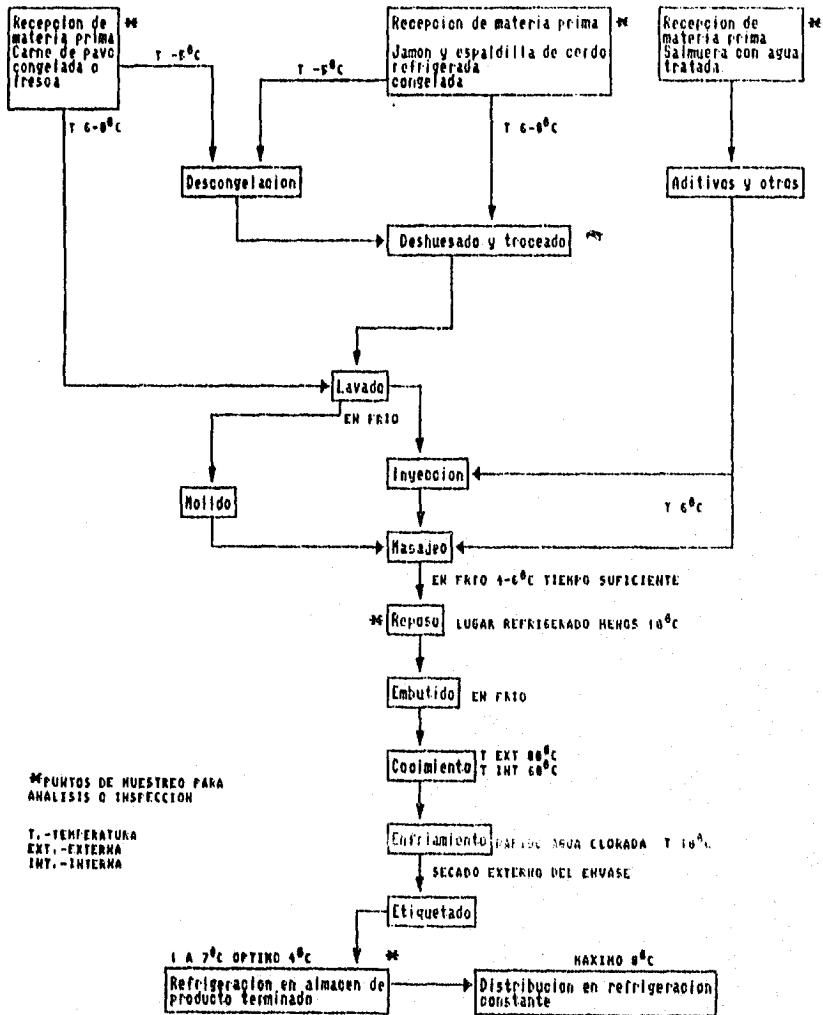 Recepcion de
materia prima
Carne de pavo
congelada o
fresca
Recepcion de materia prima
Jamon y espaldilla de cerdo
refrigerada
congelada
Recepcion de
materia prima
Salmuera con agua
tratada.
T -5°C
T -5°C
T 6-8°C
T 6-8°C
Descongelacion
Aditivos y otros
Deshuesado y troceado
Lavado
EN FRIO
Inyeccion
Molido
T 6°C
Masajeo
EN FRIO 4-6°C TIEMPO SUFICIENTE
Reposo LUGAR REFRIGERADO MENOS 10°C
Embutido EN FRIO
Cocimiento T EXT 80°C
T INT 60°C
*PUNTOS DE MUESTREO PARA
ANALISIS O INSPECCION
T.-TEMPERATURA
EXT.-EXTERNA
INT.-INTERNA
Enfriamiento RAPIDO AGUA CLORADA T 10°C
SECADO EXTERNO DEL ENVASE
Etiquetado
1 A 7°C OPTIMO 4°C
MAXIMO 8°C
Refrigeracion en almacen de
producto terminado
Distribucion en refrigeracion
constante